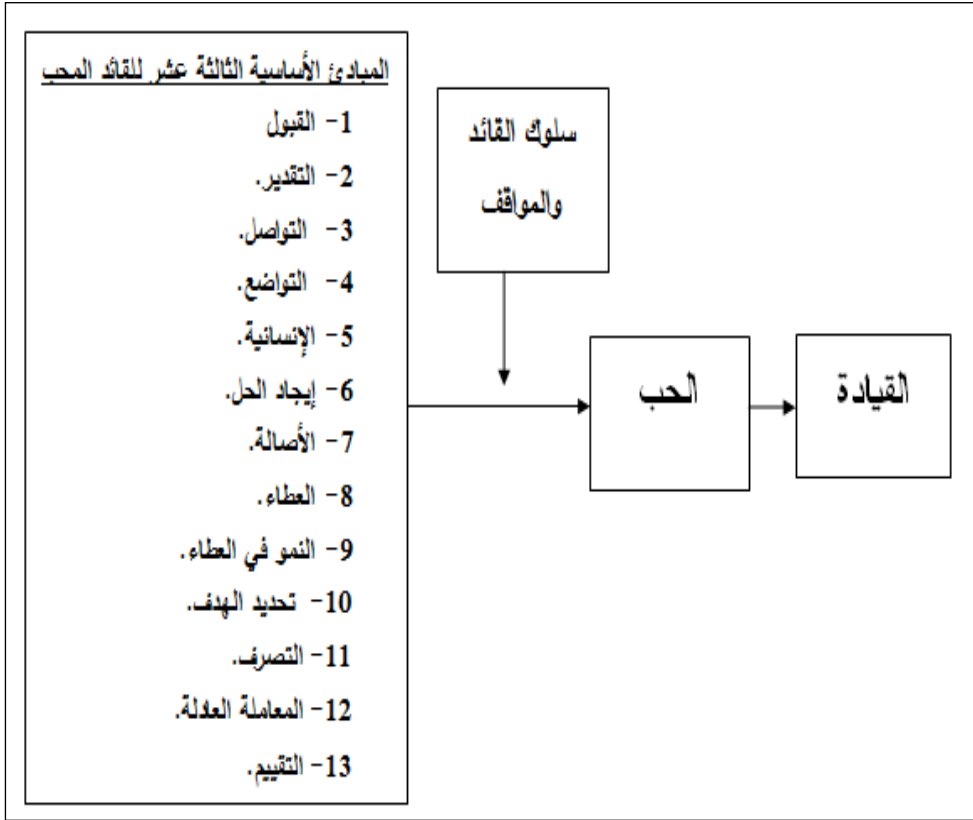 المبادئ الأساسية الثالثة عشر للقائد المحب
1- القبول
2- التقدير.
3- التواصل.
4- التواضع.
5- الإنسانية.
6- إيجاد الحل.
7- الأصالة.
8- العطاء.
9- النمو في العطاء.
10- تحديد الهدف.
11- التصرف.
12- المعاملة العادلة.
13- التقييم.
سلوك القائد
والمواقف
الحب
القيادة